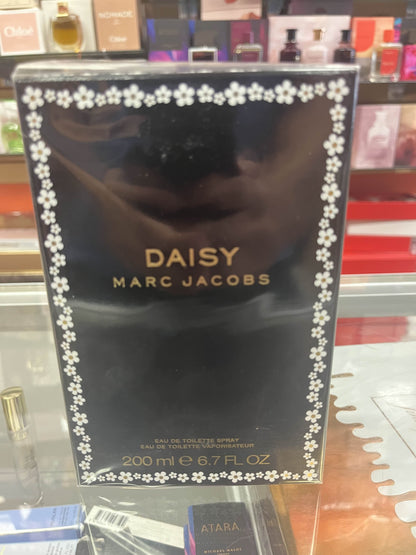 Chloé
NOMADE
CHLOÉ
DAISY
MARC JACOBS
EAU DE TOILETTE SPRAY
EAU DE TOILETTE VAPORISATEUR
200 ml ℮ 6.7 FL OZ
ATARA